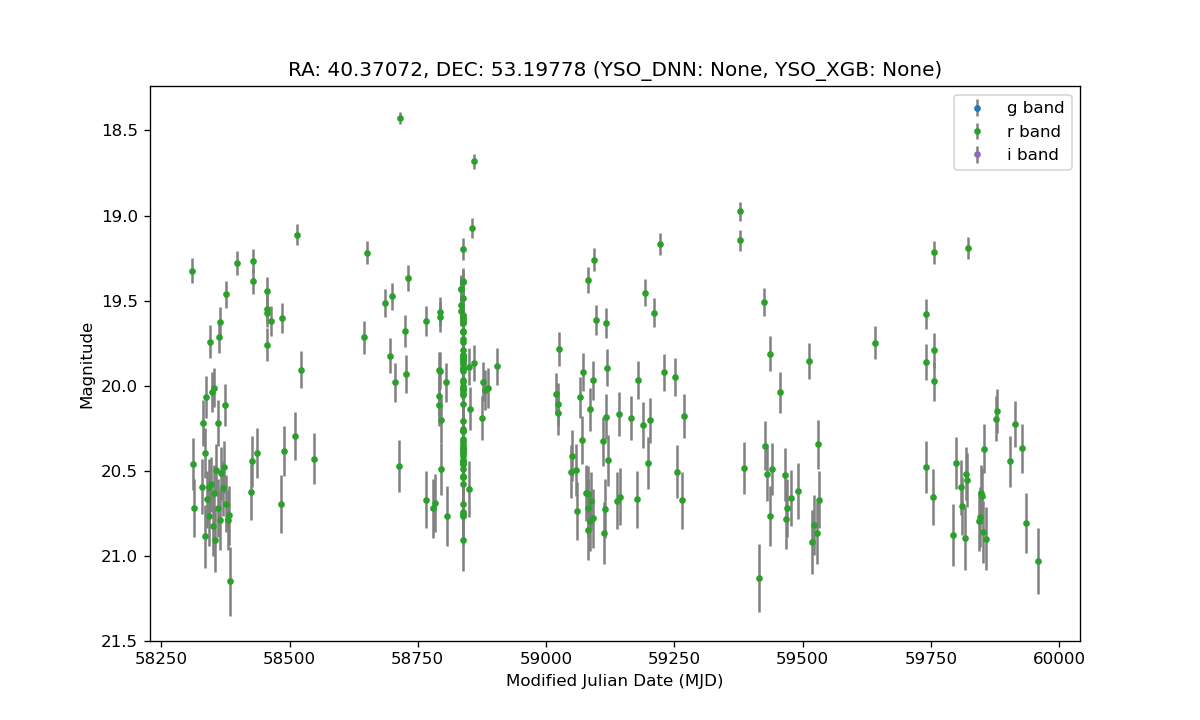 RA: 40.37072, DEC: 53.19778 (YSO_DNN: None, YSO_XGB: None)
g band
r band
i band
18.5
19.0
19.5
20.0
20.5
21.0
21.5
Magnitude
58250 58500 58750 59000 59250 59500 59750 60000
Modified Julian Date (MJD)